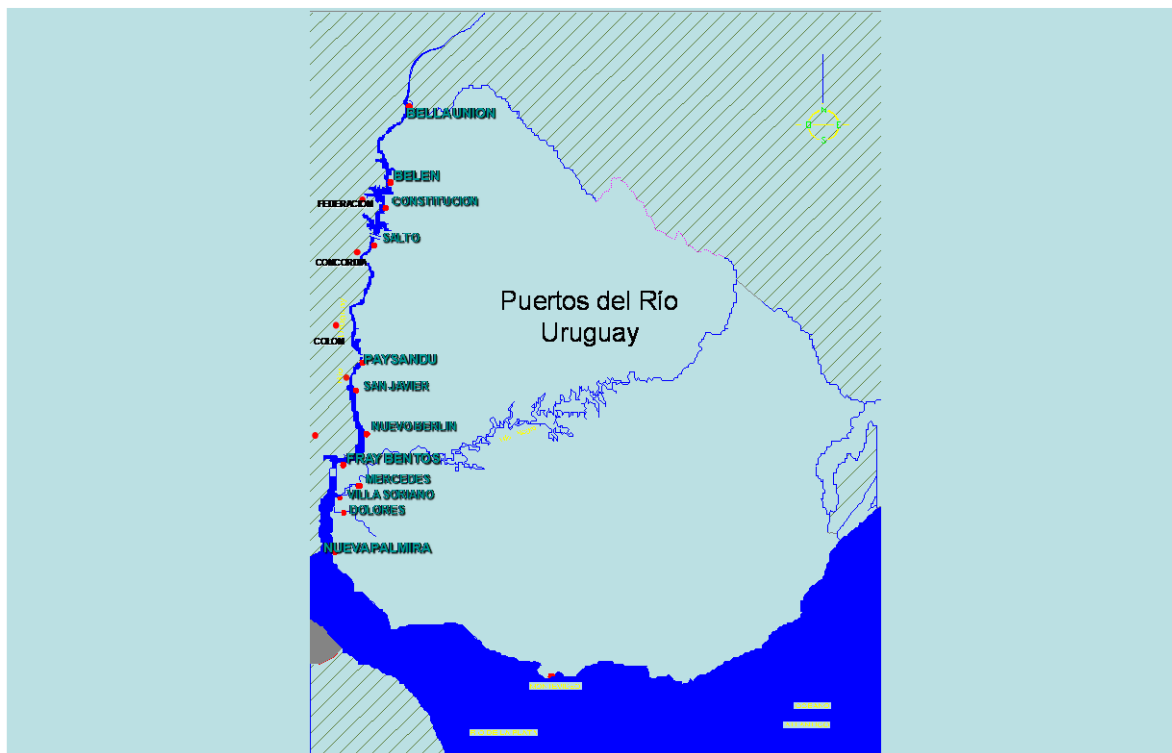 BELLA UNION
BELEN
FEDERACION
CONSTITUCION
SALTO
CONCORDIA
Puertos del Río
Uruguay
COLON
PAYSANDU
SAN JAVIER
NUEVO BERLIN
FRAY BENTOS
MERCEDES
VILLA SORIANO
DOLORES
NUEVA PALMIRA